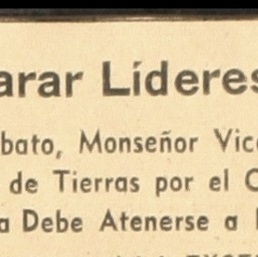 arar Líderes
bato, Monseñor Vic
de Tierras por el
a Debe Atenerse a